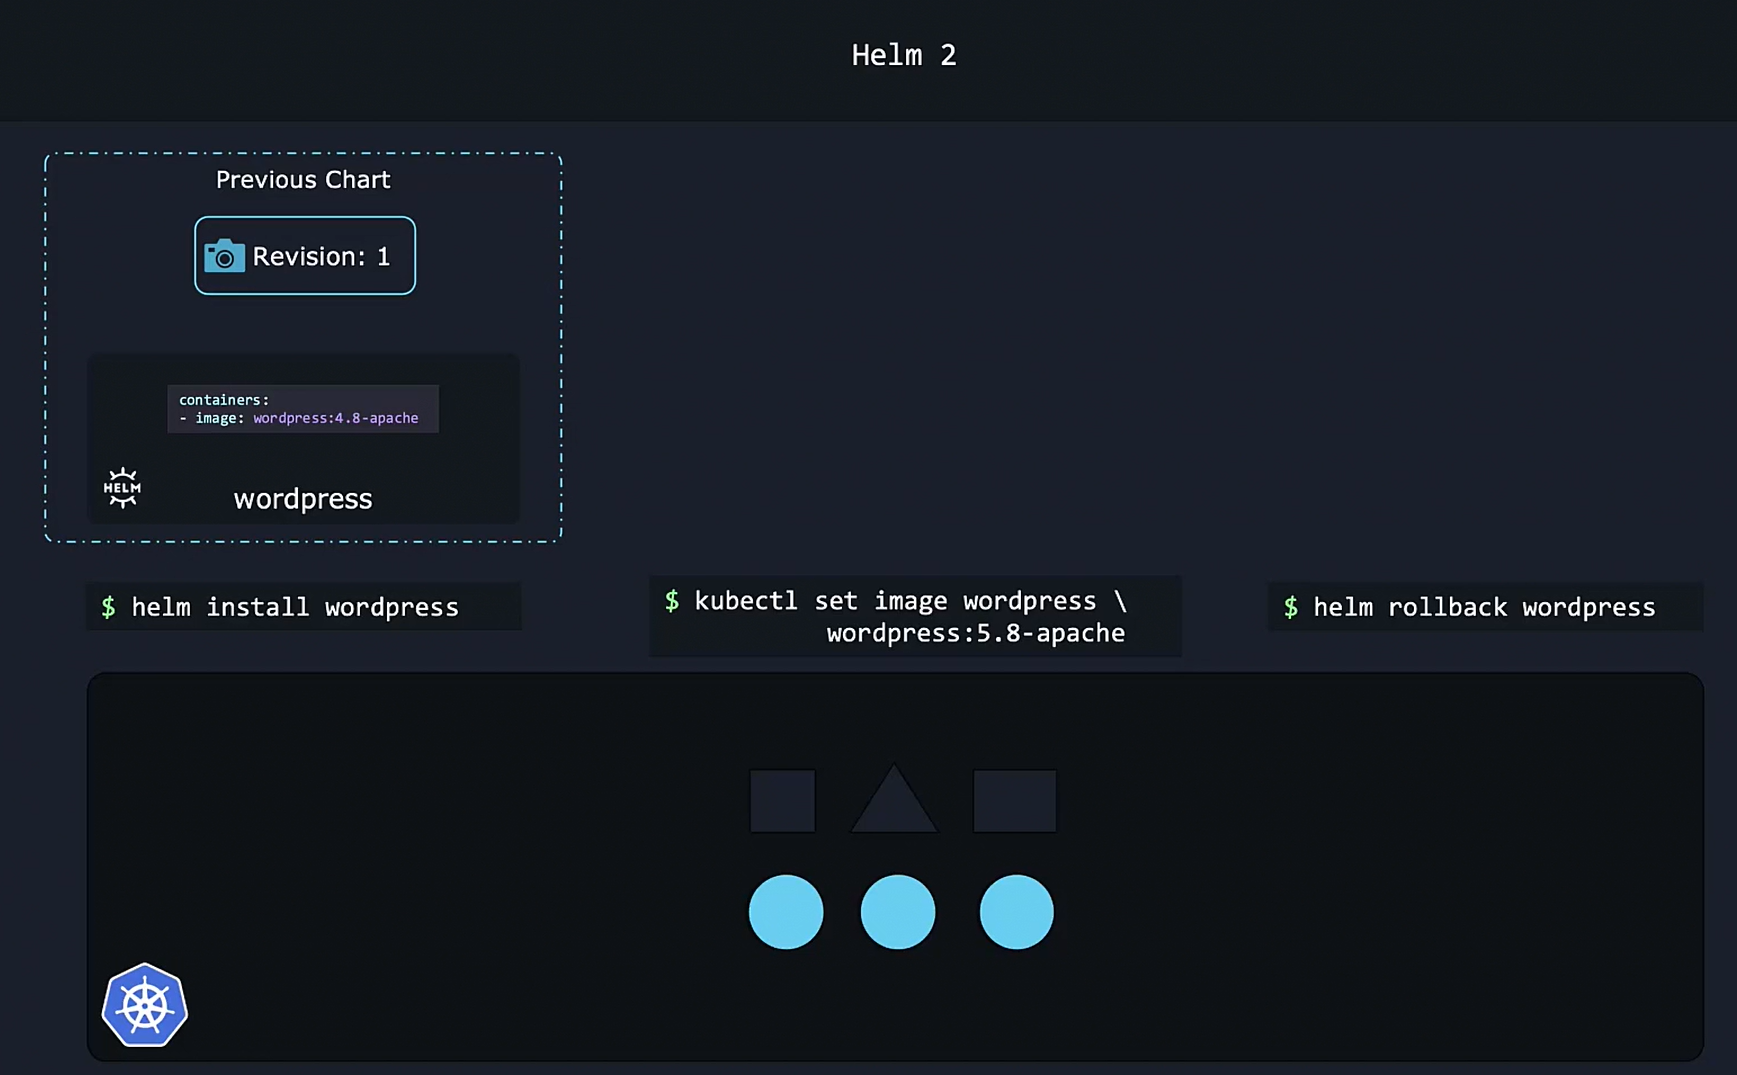 Helm 2
Previous Chart
Revision: 1
containers:
- image: wordpress:4.8-apache
HELM
wordpress
$ helm install wordpress
$ kubectl set image wordpress \
wordpress:5.8-apache
$ helm rollback wordpress